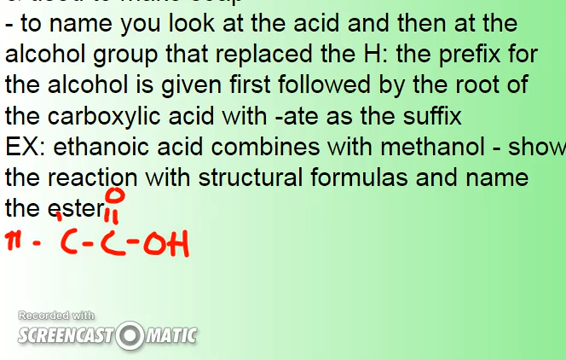 - to name you look at the acid and then at the
alcohol group that replaced the H: the prefix for
the alcohol is given first followed by the root of
the carboxylic acid with -ate as the suffix
EX: ethanoic acid combines with methanol - show
the reaction with structural formulas and name
the ester
O
C-C-OH
Recorded with
SCREENCAST-O-MATIC